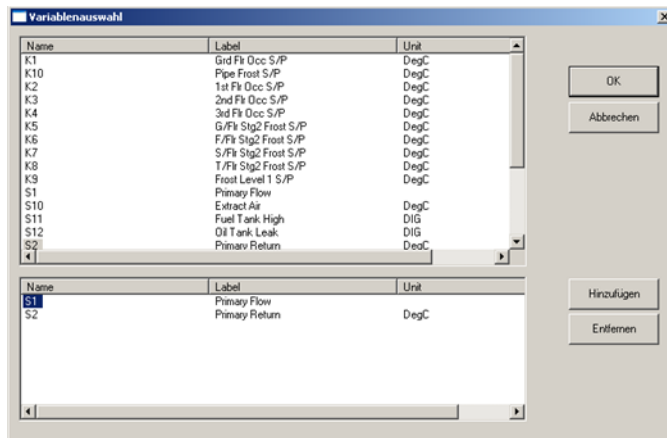 Variablenauswahl
Name Label Unit
K1 Grd Flr Occ S/P DegC
K10 Pipe Frost S/P DegC
K2 1st Flr Occ S/P DegC
K3 2nd Flr Occ S/P DegC
K4 3rd Flr Occ S/P DegC
K5 G/Flr Stg2 Frost S/P DegC
K6 F/Flr Stg2 Frost S/P DegC
K7 S/Flr Stg2 Frost S/P DegC
K8 T/Flr Stg2 Frost S/P DegC
K9 Frost Level 1 S/P DegC
S1 Primary Flow
S10 Extract Air DegC
S11 Fuel Tank High DIG
S12 Oil Tank Leak DIG
S2 Primary Return DegC
OK
Abbrechen
Name Label Unit
S1 Primary Flow
S2 Primary Return DegC
Hinzufügen
Entfernen